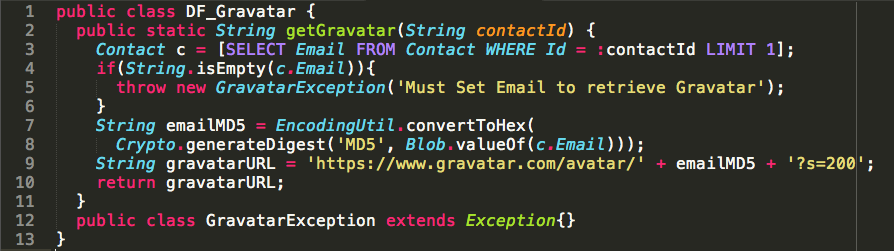 1 public class DF_Gravatar {
2   public static String getGravatar(String contactId) {
3     Contact c = [SELECT Email FROM Contact WHERE Id = :contactId LIMIT 1];
4     if(String.isEmpty(c.Email)){
5       throw new GravatarException('Must Set Email to retrieve Gravatar');
6     }
7     String emailMD5 = EncodingUtil.convertToHex(
8       Crypto.generateDigest('MD5', Blob.valueOf(c.Email)));
9     String gravatarURL = 'https://www.gravatar.com/avatar/' + emailMD5 + '?s=200';
10     return gravatarURL;
11   }
12   public class GravatarException extends Exception{}
13 }